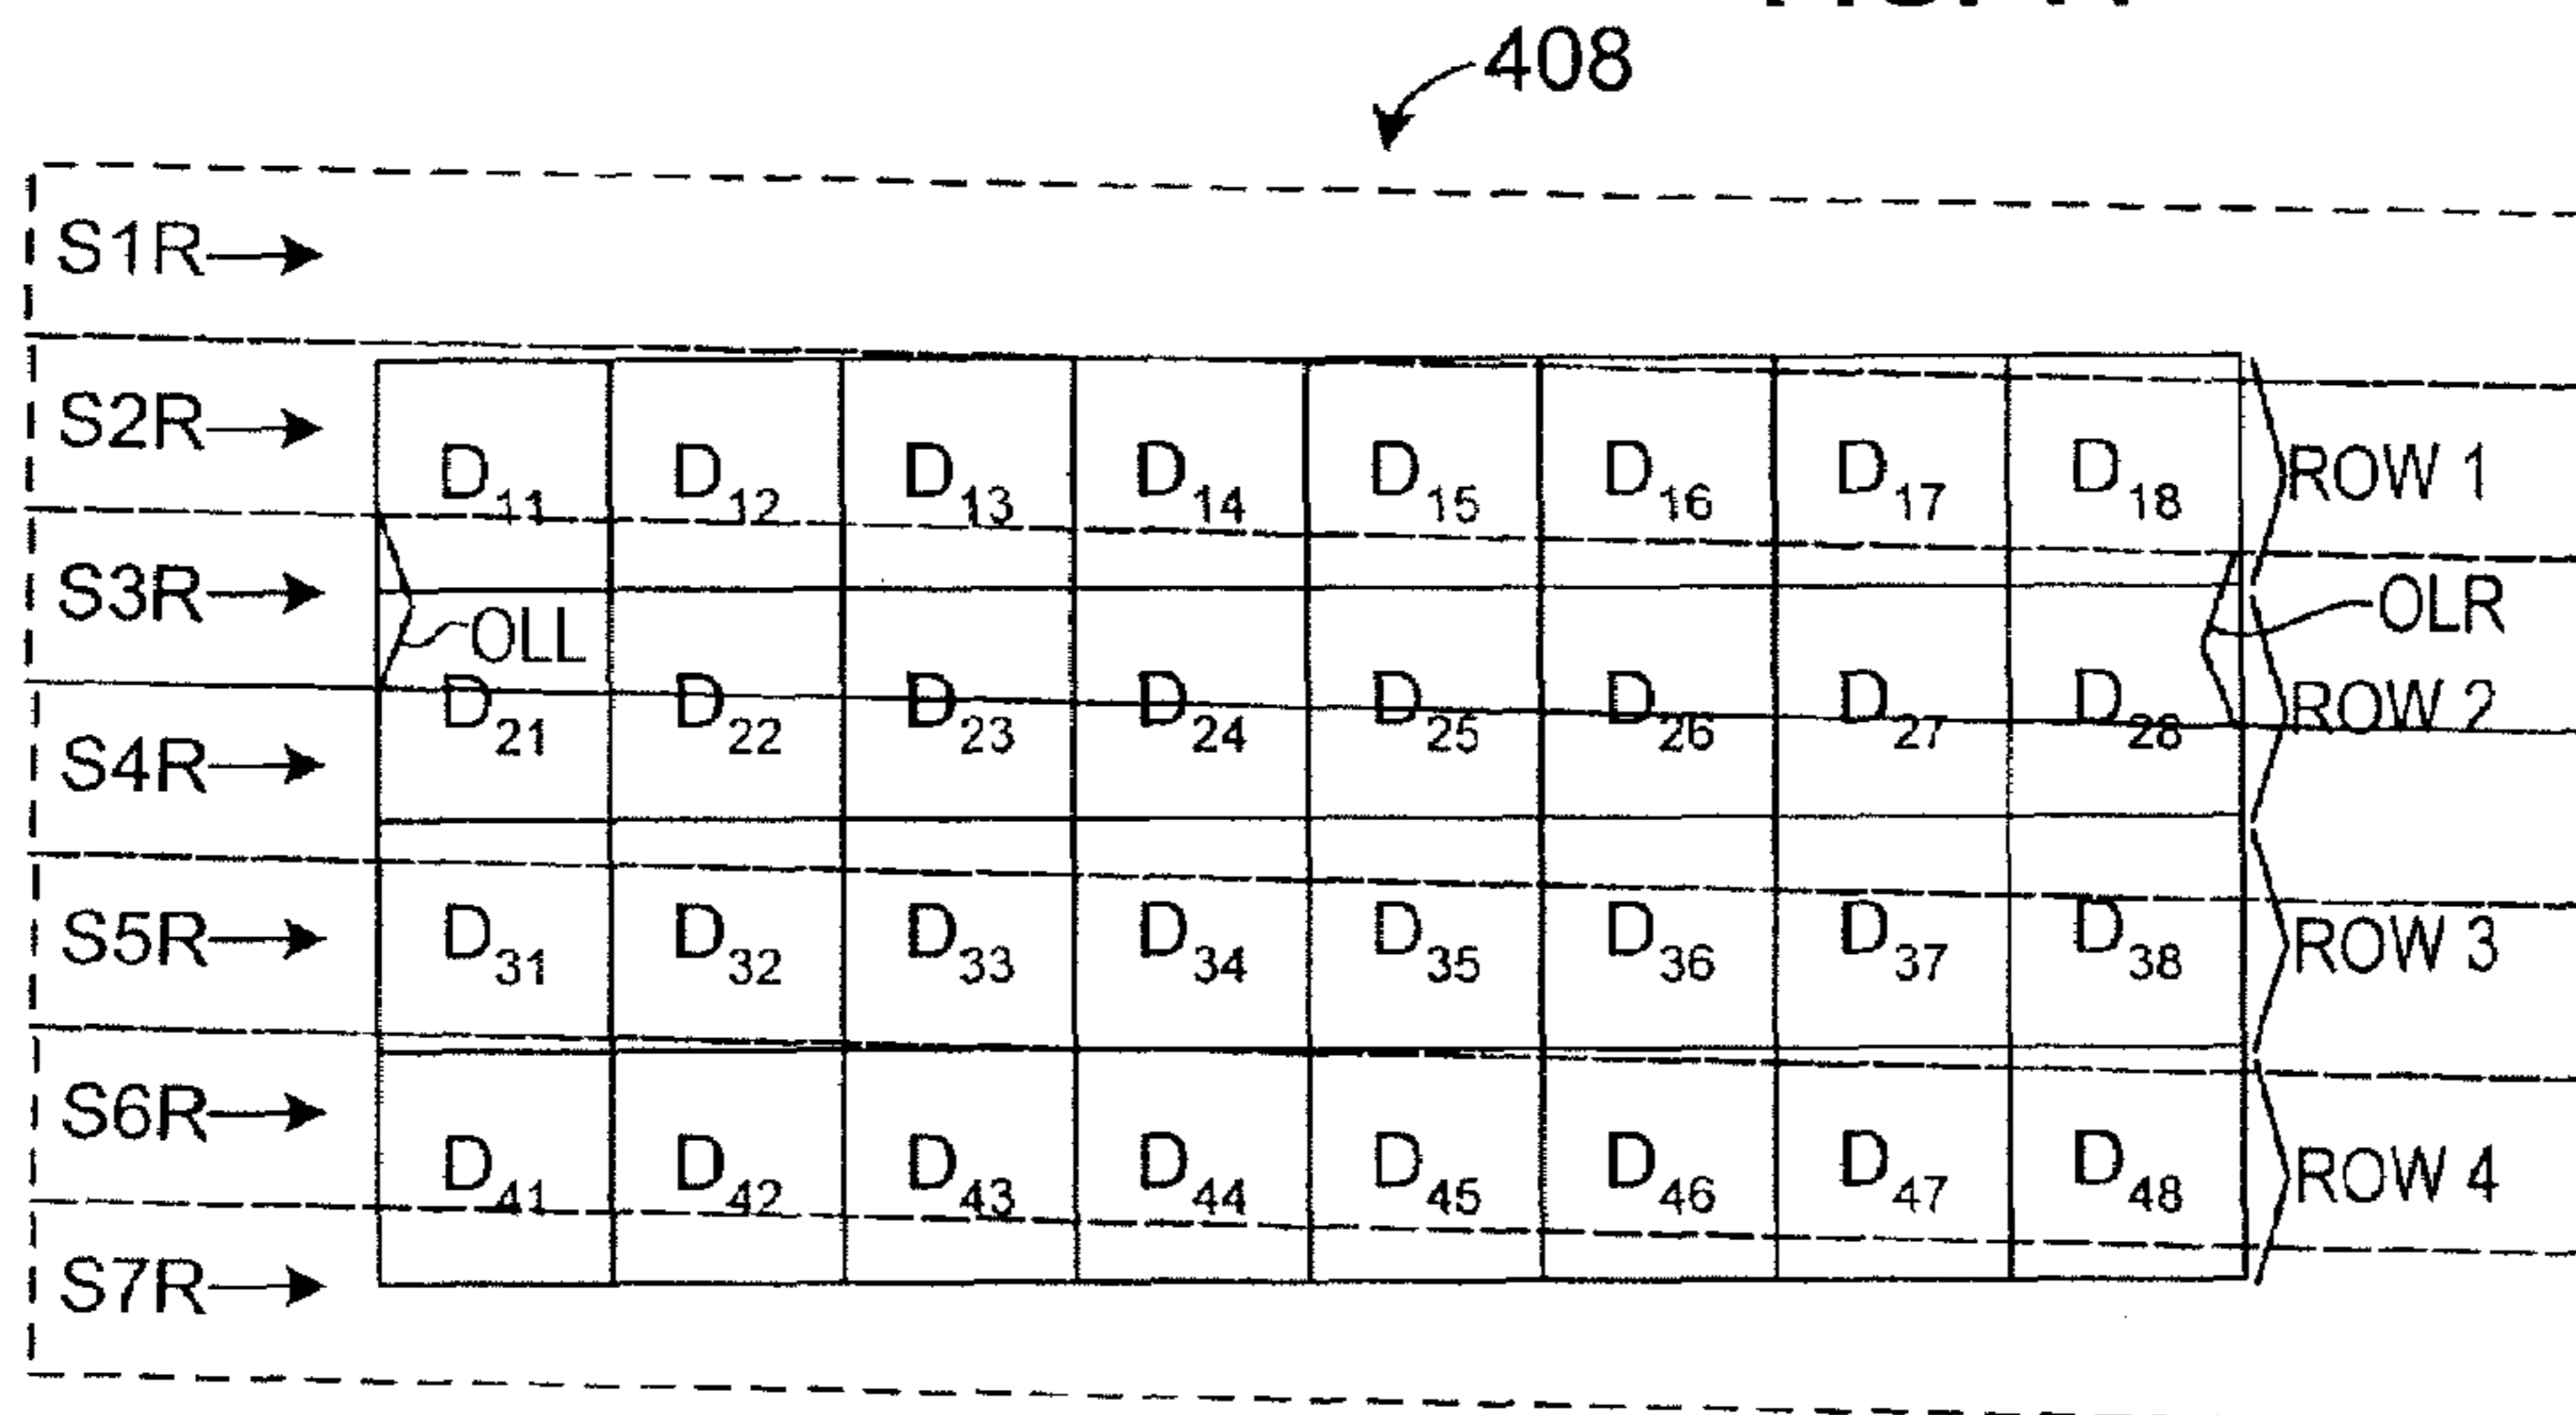 408
S1R
S2R
D11 D12 D13 D14 D15 D16 D17 D18 ROW 1
S3R
OLL OLR
D21 D22 D23 D24 D25 D26 D27 D28 ROW 2
S4R
S5R D31 D32 D33 D34 D35 D36 D37 D38 ROW 3
S6R
D41 D42 D43 D44 D45 D46 D47 D48 ROW 4
S7R